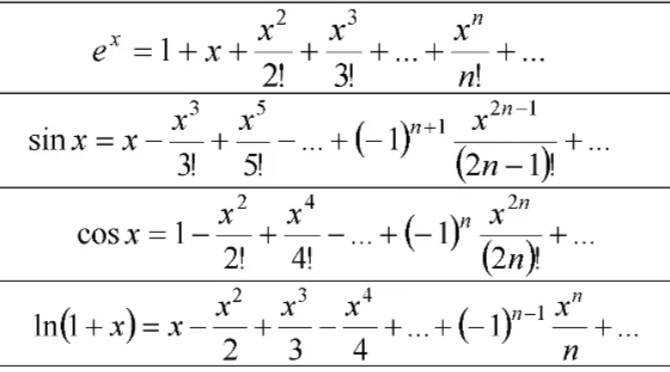 e^x = 1 + x + x^2/2! + x^3/3! + ... + x^n/n! + ...
sin x = x − x^3/3! + x^5/5! − ... + (−1)^(n+1) x^(2n−1)/(2n−1)! + ...
cos x = 1 − x^2/2! + x^4/4! − ... + (−1)^n x^(2n)/(2n)! + ...
ln(1 + x) = x − x^2/2 + x^3/3 − x^4/4 + ... + (−1)^(n−1) x^n/n + ...